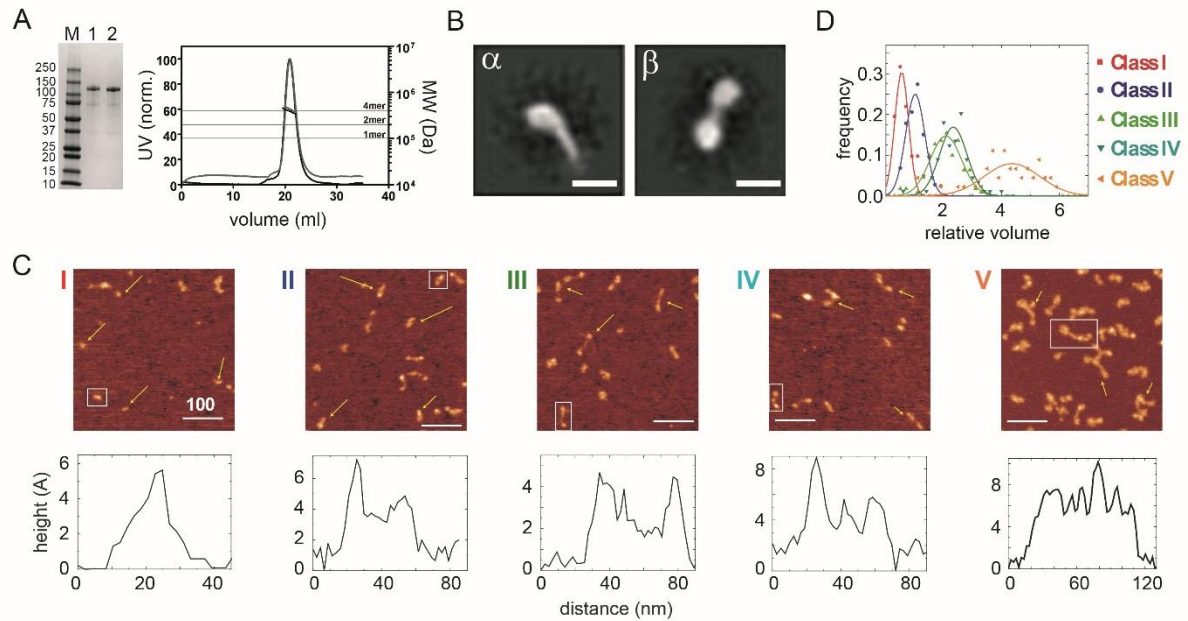 A
M 1 2
250
150
100
75
50
37
25
20
15
10
UV (norm.)
100
80
60
40
20
0
4mer
2mer
1mer
10⁷
10⁶
10⁵
10⁴
MW (Da)
0 10 20 30 40
volume (ml)
B
α
β
D
frequency
0.3
0.2
0.1
0.0
2 4 6
relative volume
Class I
Class II
Class III
Class IV
Class V
C
I
100
II
III
IV
V
height (A)
6
4
2
0
0 20 40
6
4
2
0
0 40 80
6
4
2
0
0 40 80
8
4
0
0 40 80
8
4
0
0 60 80 120
distance (nm)